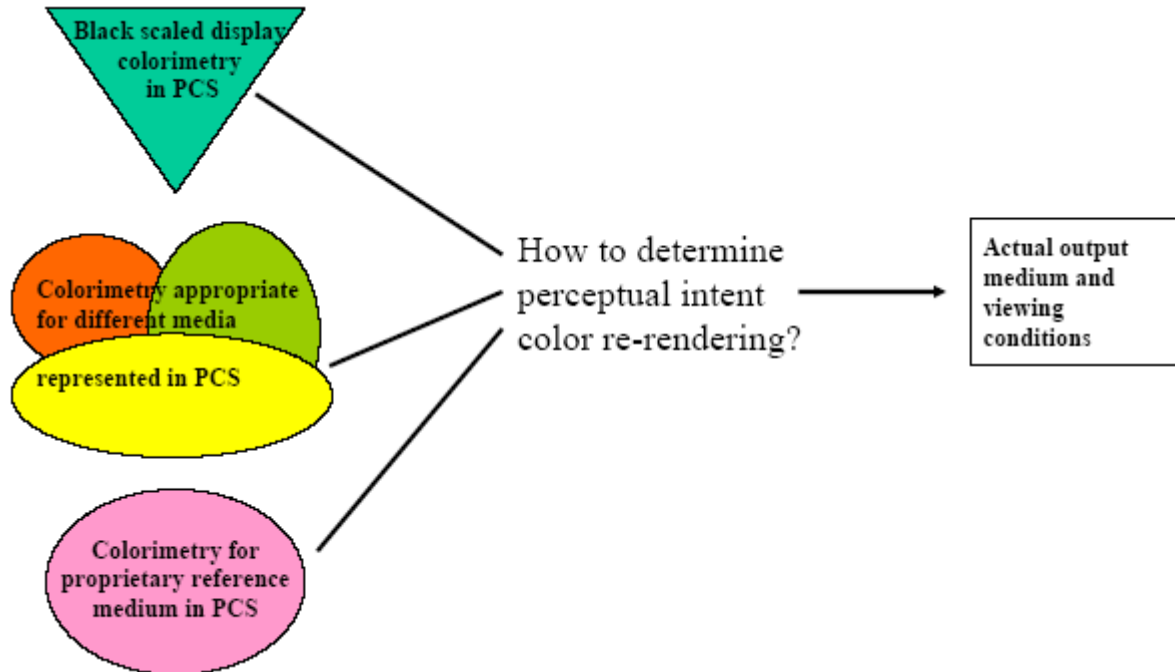 Black scaled display
colorimetry
in PCS
Colorimetry appropriate
for different media
represented in PCS
Colorimetry for
proprietary reference
medium in PCS
How to determine
perceptual intent
color re-rendering?
Actual output
medium and
viewing
conditions